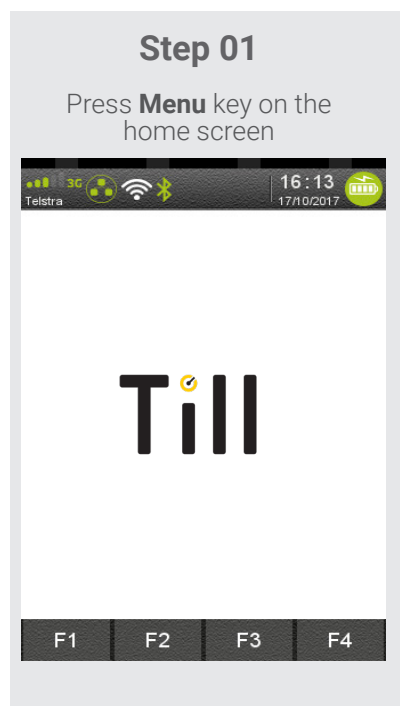 Step 01
Press Menu key on the
home screen
3G 16:13
Telstra 17/10/2017
Till
F1 F2 F3 F4